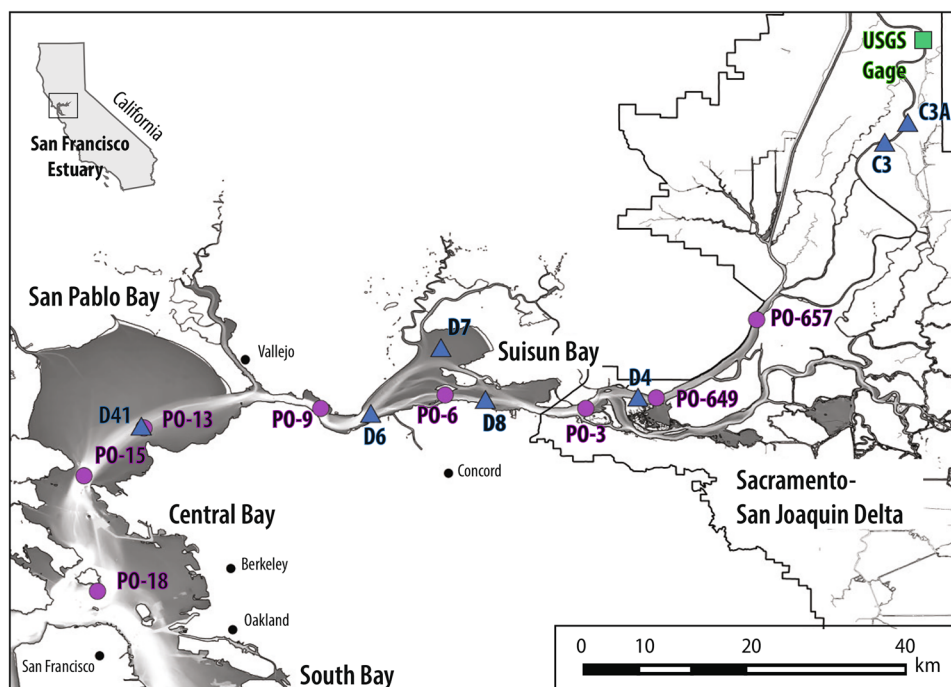 USGS
Gage
California
San Francisco
Estuary
C3A
C3
San Pablo Bay
Vallejo
D7
Suisun Bay
PO-657
D41
PO-13
PO-9
D6
PO-6
D8
D4
PO-649
PO-3
PO-15
Concord
Sacramento-
San Joaquin Delta
Central Bay
Berkeley
PO-18
Oakland
San Francisco
South Bay
0 10 20 40
km